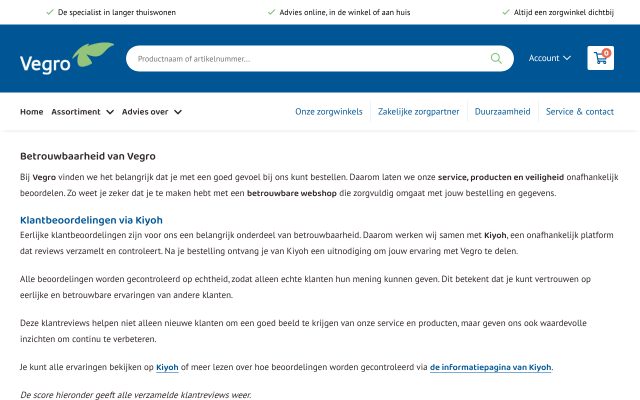 De specialist in langer thuiswonen
Advies online, in de winkel of aan huis
Altijd een zorgwinkel dichtbij
Vegro
Productnaam of artikelnummer...
Account
0
Home
Assortiment
Advies over
Onze zorgwinkels
Zakelijke zorgpartner
Duurzaamheid
Service & contact
Betrouwbaarheid van Vegro
Bij Vegro vinden we het belangrijk dat je met een goed gevoel bij ons kunt bestellen. Daarom laten we onze service, producten en veiligheid onafhankelijk
beoordelen. Zo weet je zeker dat je te maken hebt met een betrouwbare webshop die zorgvuldig omgaat met jouw bestelling en gegevens.
Klantbeoordelingen via Kiyoh
Eerlijke klantbeoordelingen zijn voor ons een belangrijk onderdeel van betrouwbaarheid. Daarom werken wij samen met Kiyoh, een onafhankelijk platform
dat reviews verzamelt en controleert. Na je bestelling ontvang je van Kiyoh een uitnodiging om jouw ervaring met Vegro te delen.
Alle beoordelingen worden gecontroleerd op echtheid, zodat alleen echte klanten hun mening kunnen geven. Dit betekent dat je kunt vertrouwen op
eerlijke en betrouwbare ervaringen van andere klanten.
Deze klantreviews helpen niet alleen nieuwe klanten om een goed beeld te krijgen van onze service en producten, maar geven ons ook waardevolle
inzichten om continu te verbeteren.
Je kunt alle ervaringen bekijken op Kiyoh of meer lezen over hoe beoordelingen worden gecontroleerd via de informatiepagina van Kiyoh.
De score hieronder geeft alle verzamelde klantreviews weer.